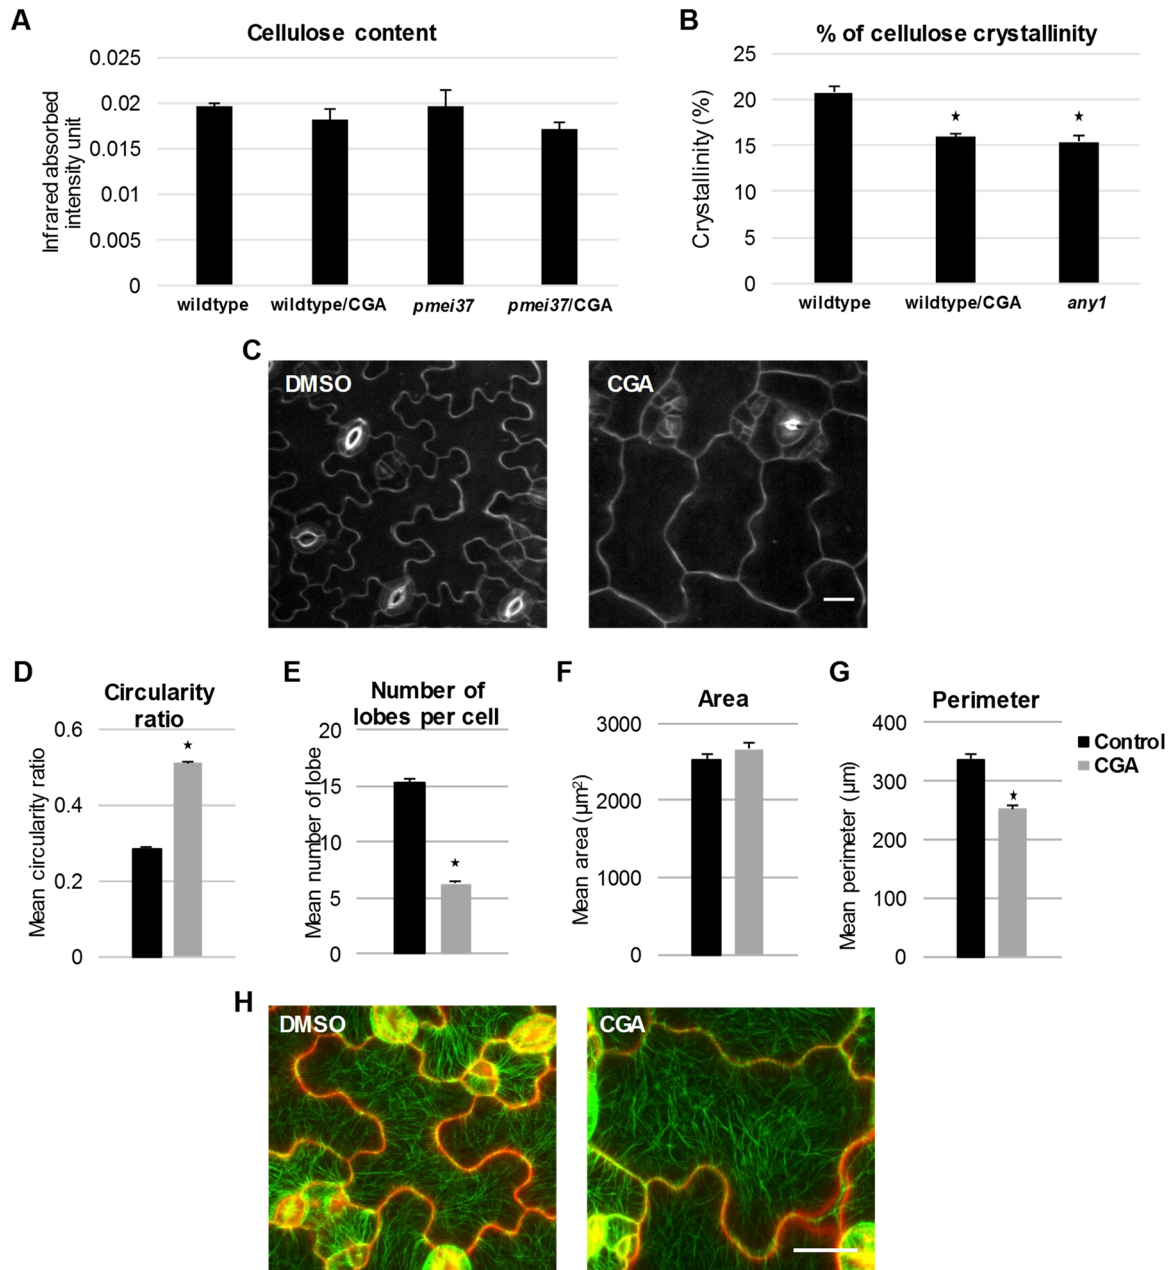 A
Cellulose content
Infrared absorbed
intensity unit
0.025
0.02
0.015
0.01
0.005
0
wildtype
wildtype/CGA
pmei37
pmei37/CGA
B
% of cellulose crystallinity
Crystallinity (%)
25
20
15
10
5
0
★
★
wildtype
wildtype/CGA
any1
C
DMSO
CGA
D
Circularity
ratio
Mean circularity ratio
0.6
0.4
0.2
0
★
E
Number of
lobes per cell
Mean number of lobe
20
15
10
5
0
★
F
Area
Mean area (µm²)
3000
2000
1000
0
G
Perimeter
Mean perimeter (µm)
400
300
200
100
0
★
Control
CGA
H
DMSO
CGA